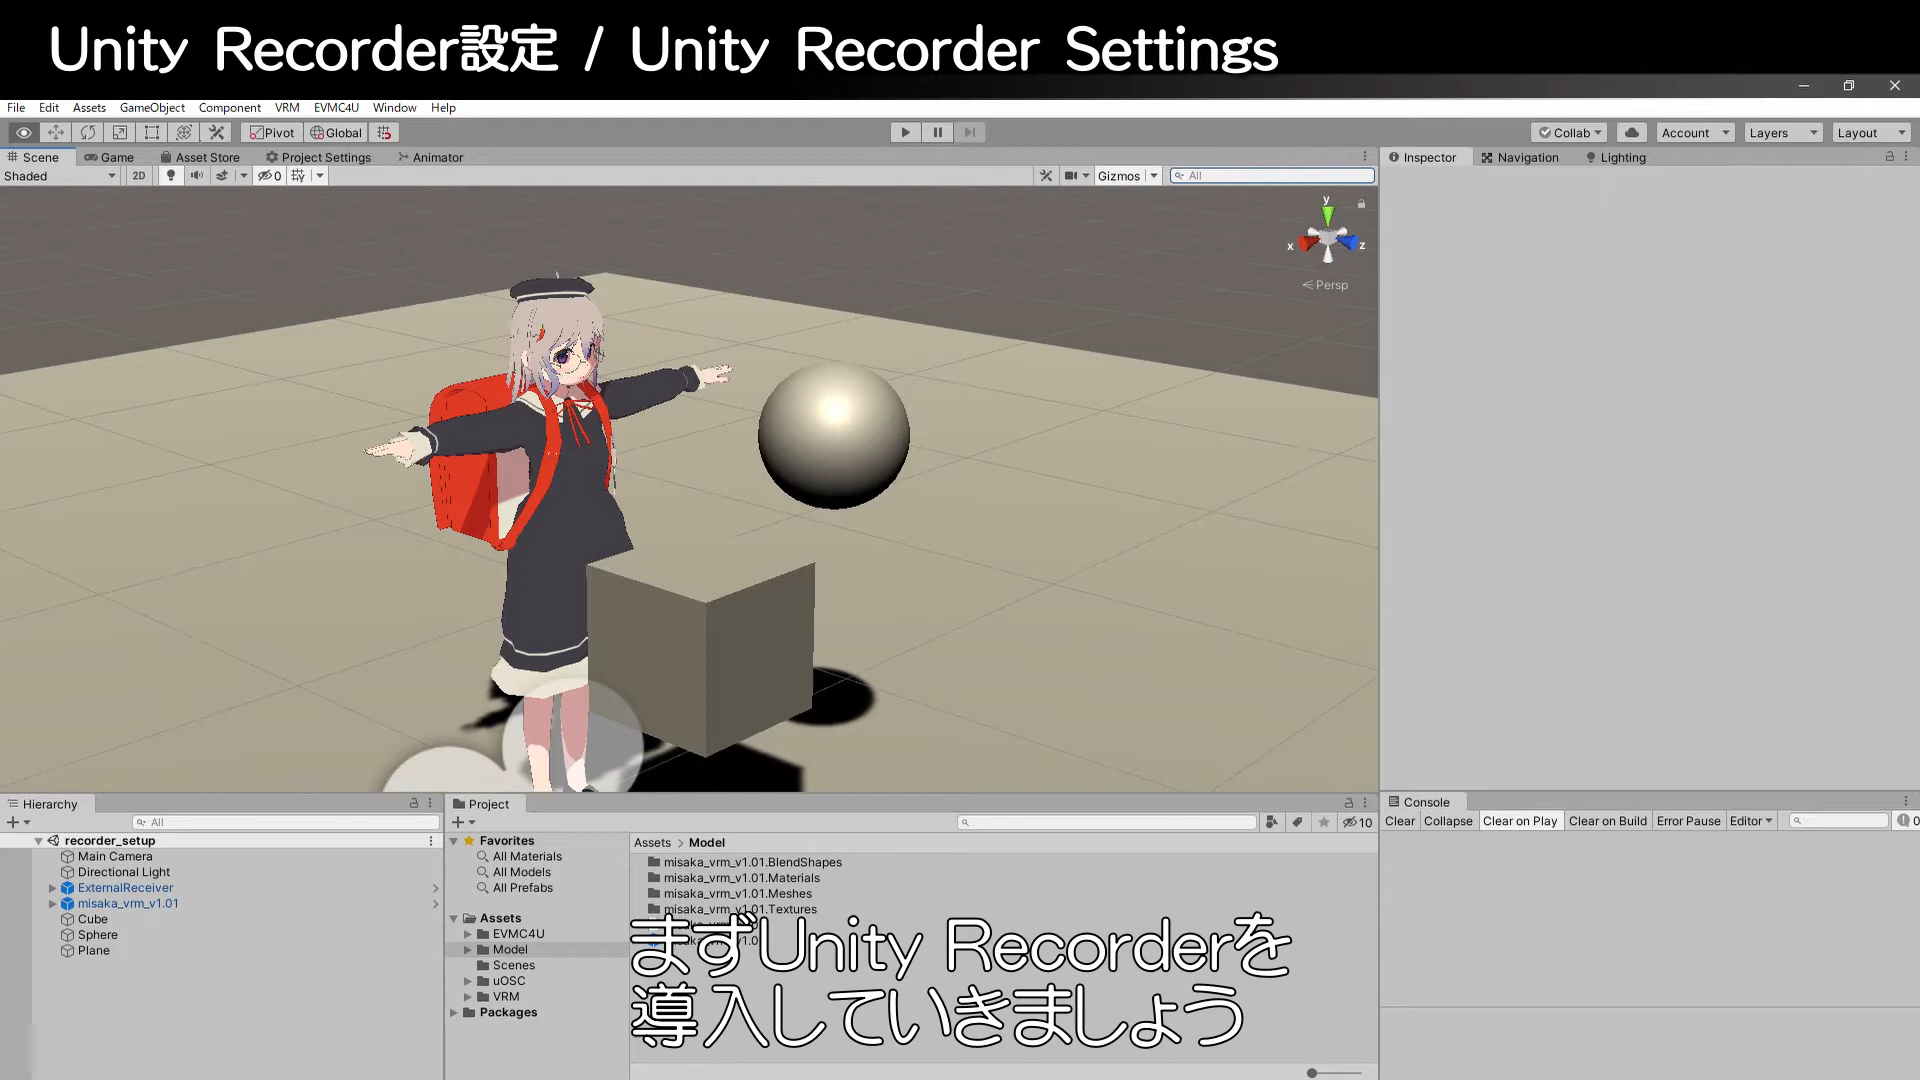 Unity Recorder設定 / Unity Recorder Settings
File Edit Assets GameObject Component VRM EVMC4U Window Help
Pivot Global Collab Account Layers Layout
Scene Game Asset Store Project Settings Animator Inspector Navigation Lighting
Shaded 2D 0 Gizmos All
y
x z
Persp
Hierarchy Project Console
All 10 Clear Collapse Clear on Play Clear on Build Error Pause Editor 0
recorder_setup
Main Camera
Directional Light
ExternalReceiver
misaka_vrm_v1.01
Cube
Sphere
Plane
Favorites
All Materials
All Models
All Prefabs
Assets
EVMC4U
Model
Scenes
uOSC
VRM
Packages
Assets > Model
misaka_vrm_v1.01.BlendShapes
misaka_vrm_v1.01.Materials
misaka_vrm_v1.01.Meshes
misaka_vrm_v1.01.Textures
まずUnity Recorderを
導入していきましょう